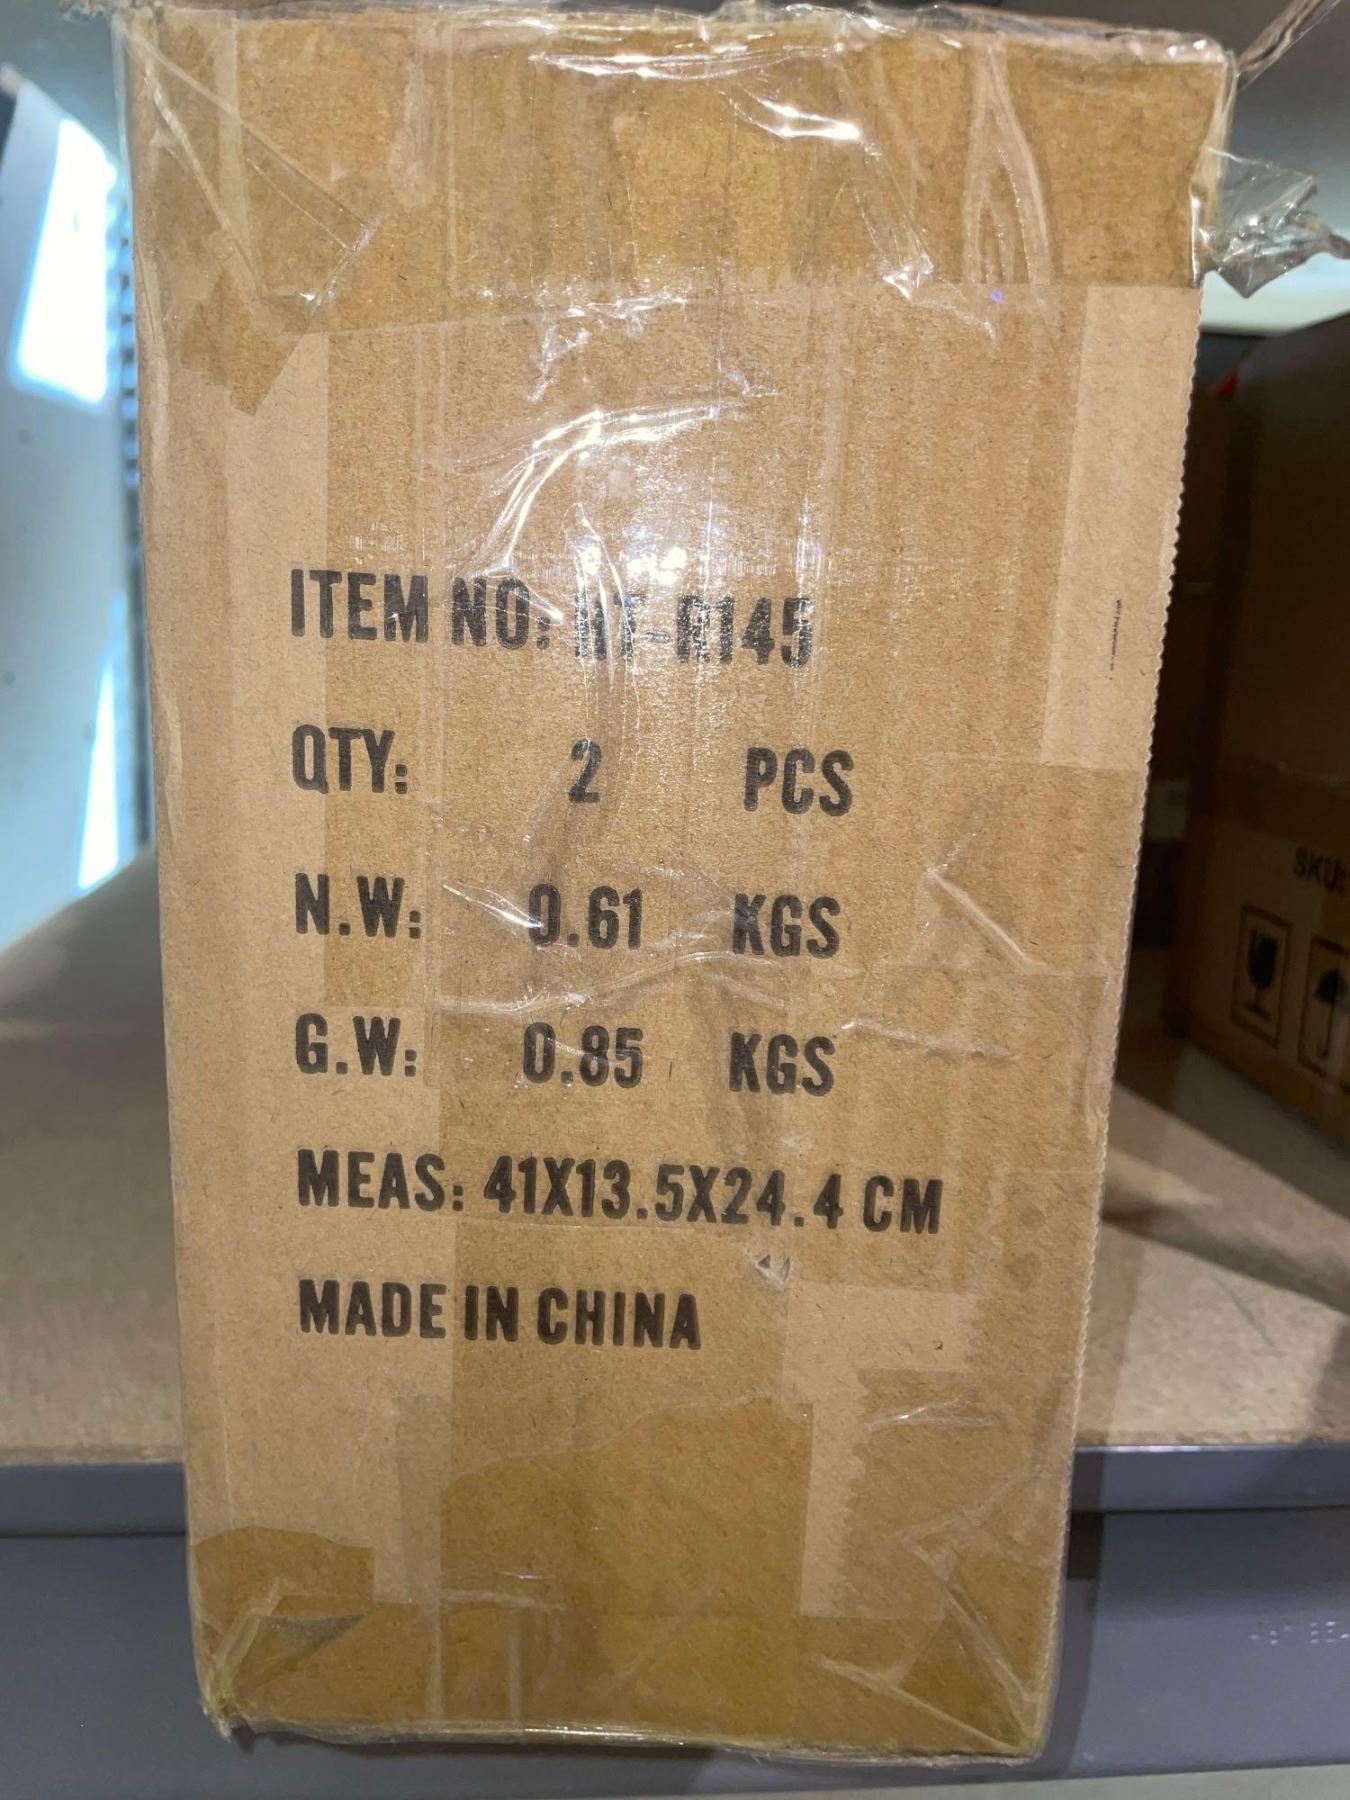 ITEM NO: HT-R145
QTY: 2 PCS
N.W: 0.61 KGS
G.W: 0.85 KGS
MEAS: 41X13.5X24.4 CM
MADE IN CHINA
SKU: